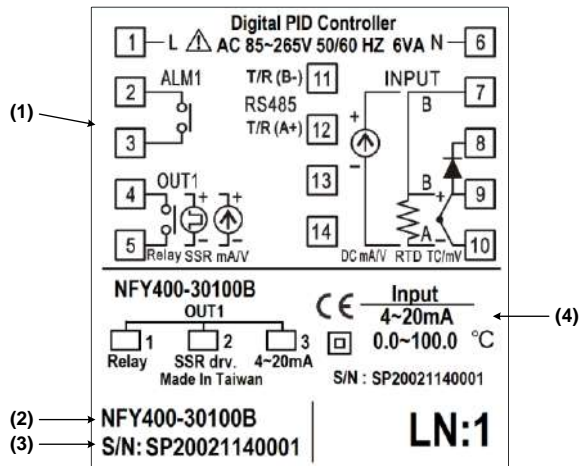 Digital PID Controller
1 L ⚠ AC 85~265V 50/60 HZ 6VA N 6
2 ALM1 T/R (B-) 11 INPUT 7
(1)
RS485 B
3 T/R (A+) 12 + 8
4 OUT1 13 - B + 9
+ - + -
5 Relay SSR mA/V 14 DC mA/V RTD A TC/mV - 10
NFY400-30100B
OUT1
1 2 3
Relay SSR drv. 4~20mA
Made In Taiwan
CE Input
4~20mA
0.0~100.0 °C
(4)
S/N : SP20021140001
(2) NFY400-30100B
(3) S/N: SP20021140001
LN:1